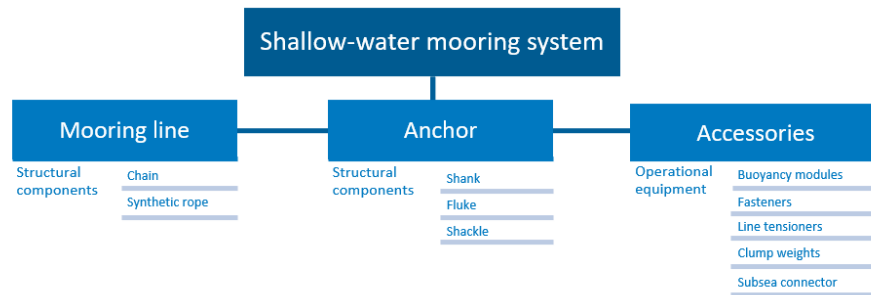 Shallow-water mooring system
Mooring line
Structural
components
Chain
Synthetic rope
Anchor
Structural
components
Shank
Fluke
Shackle
Accessories
Operational
equipment
Buoyancy modules
Fasteners
Line tensioners
Clump weights
Subsea connector